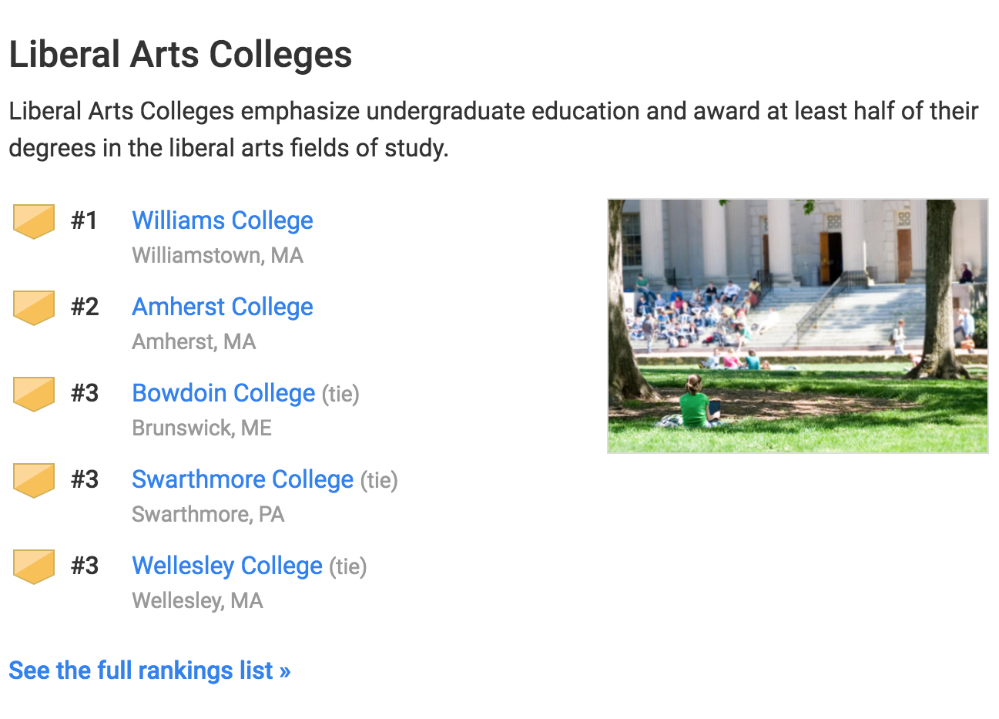 Liberal Arts Colleges
Liberal Arts Colleges emphasize undergraduate education and award at least half of their
degrees in the liberal arts fields of study.
#1 Williams College
Williamstown, MA
#2 Amherst College
Amherst, MA
#3 Bowdoin College (tie)
Brunswick, ME
#3 Swarthmore College (tie)
Swarthmore, PA
#3 Wellesley College (tie)
Wellesley, MA
See the full rankings list »